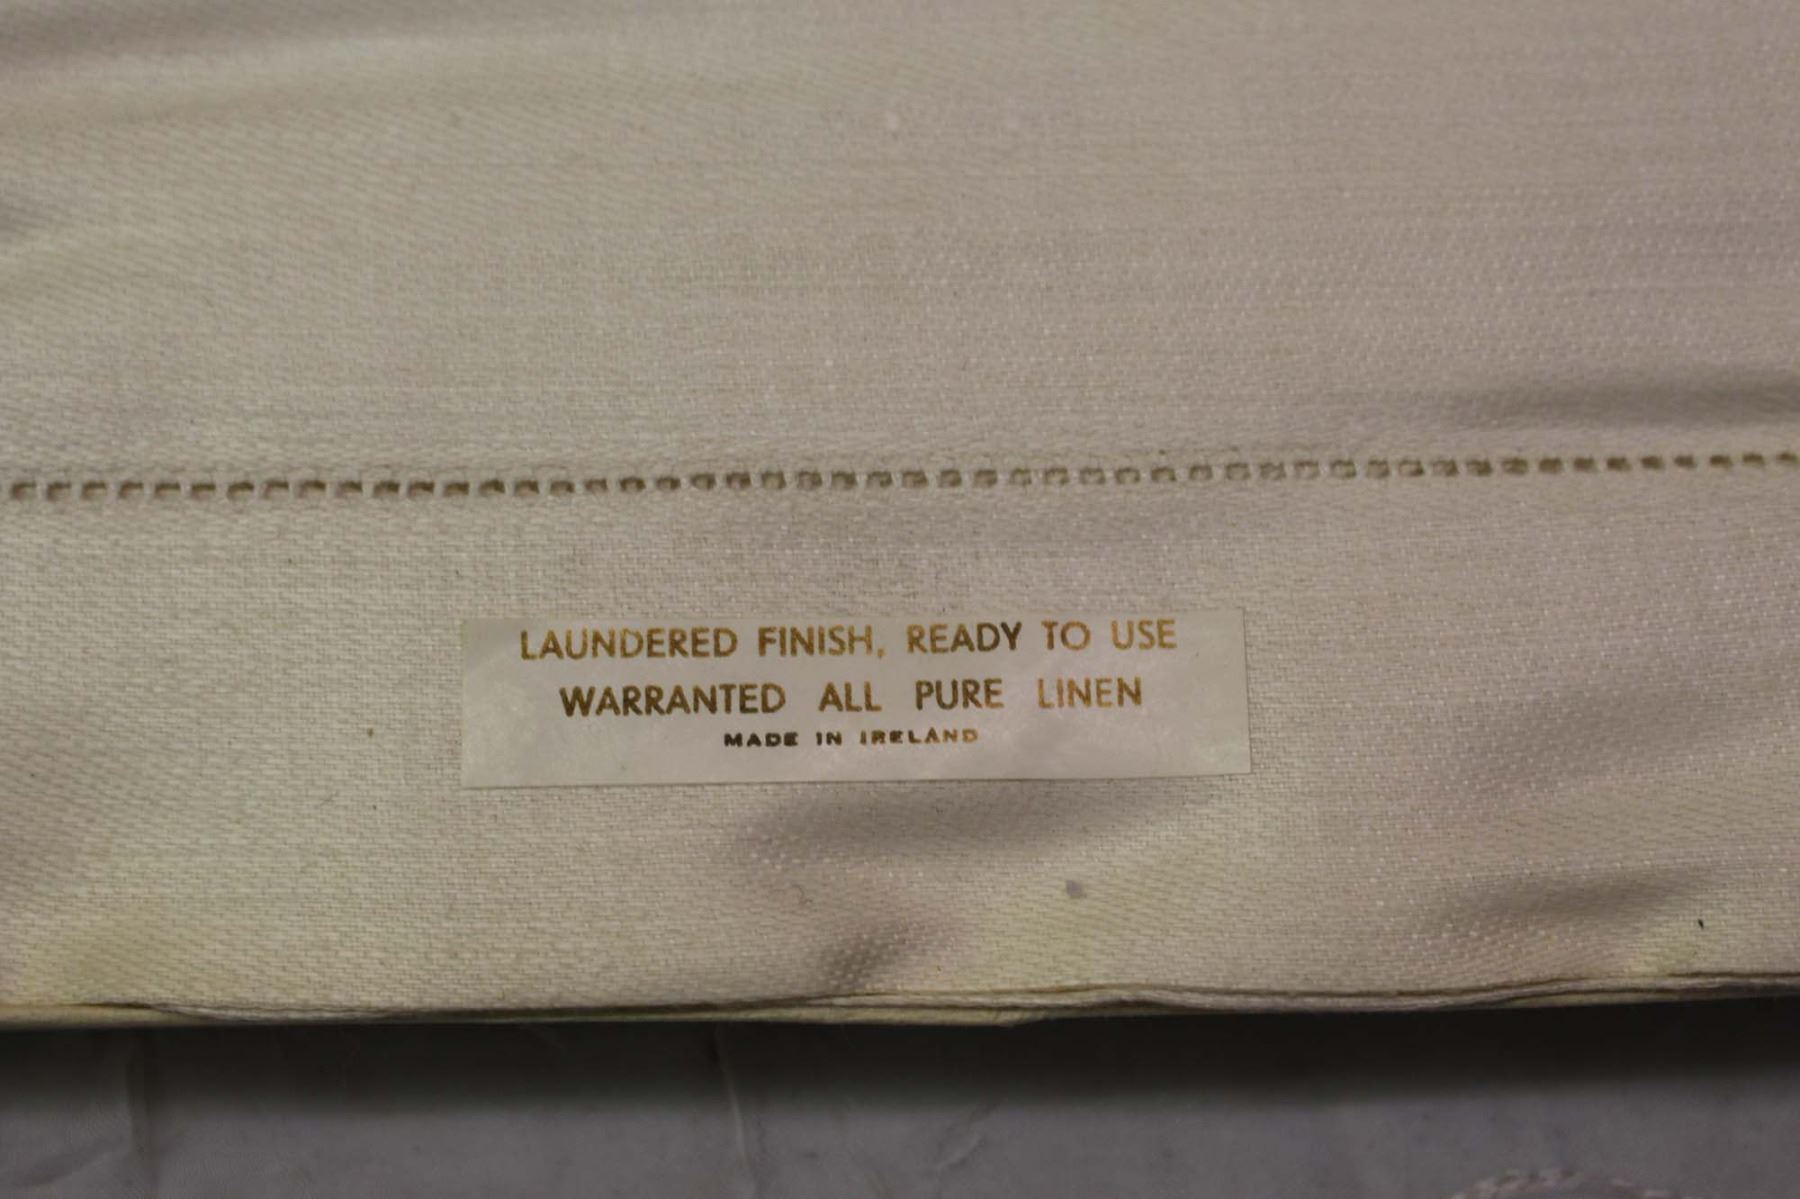 LAUNDERED FINISH, READY TO USE
WARRANTED ALL PURE LINEN
MADE IN IRELAND